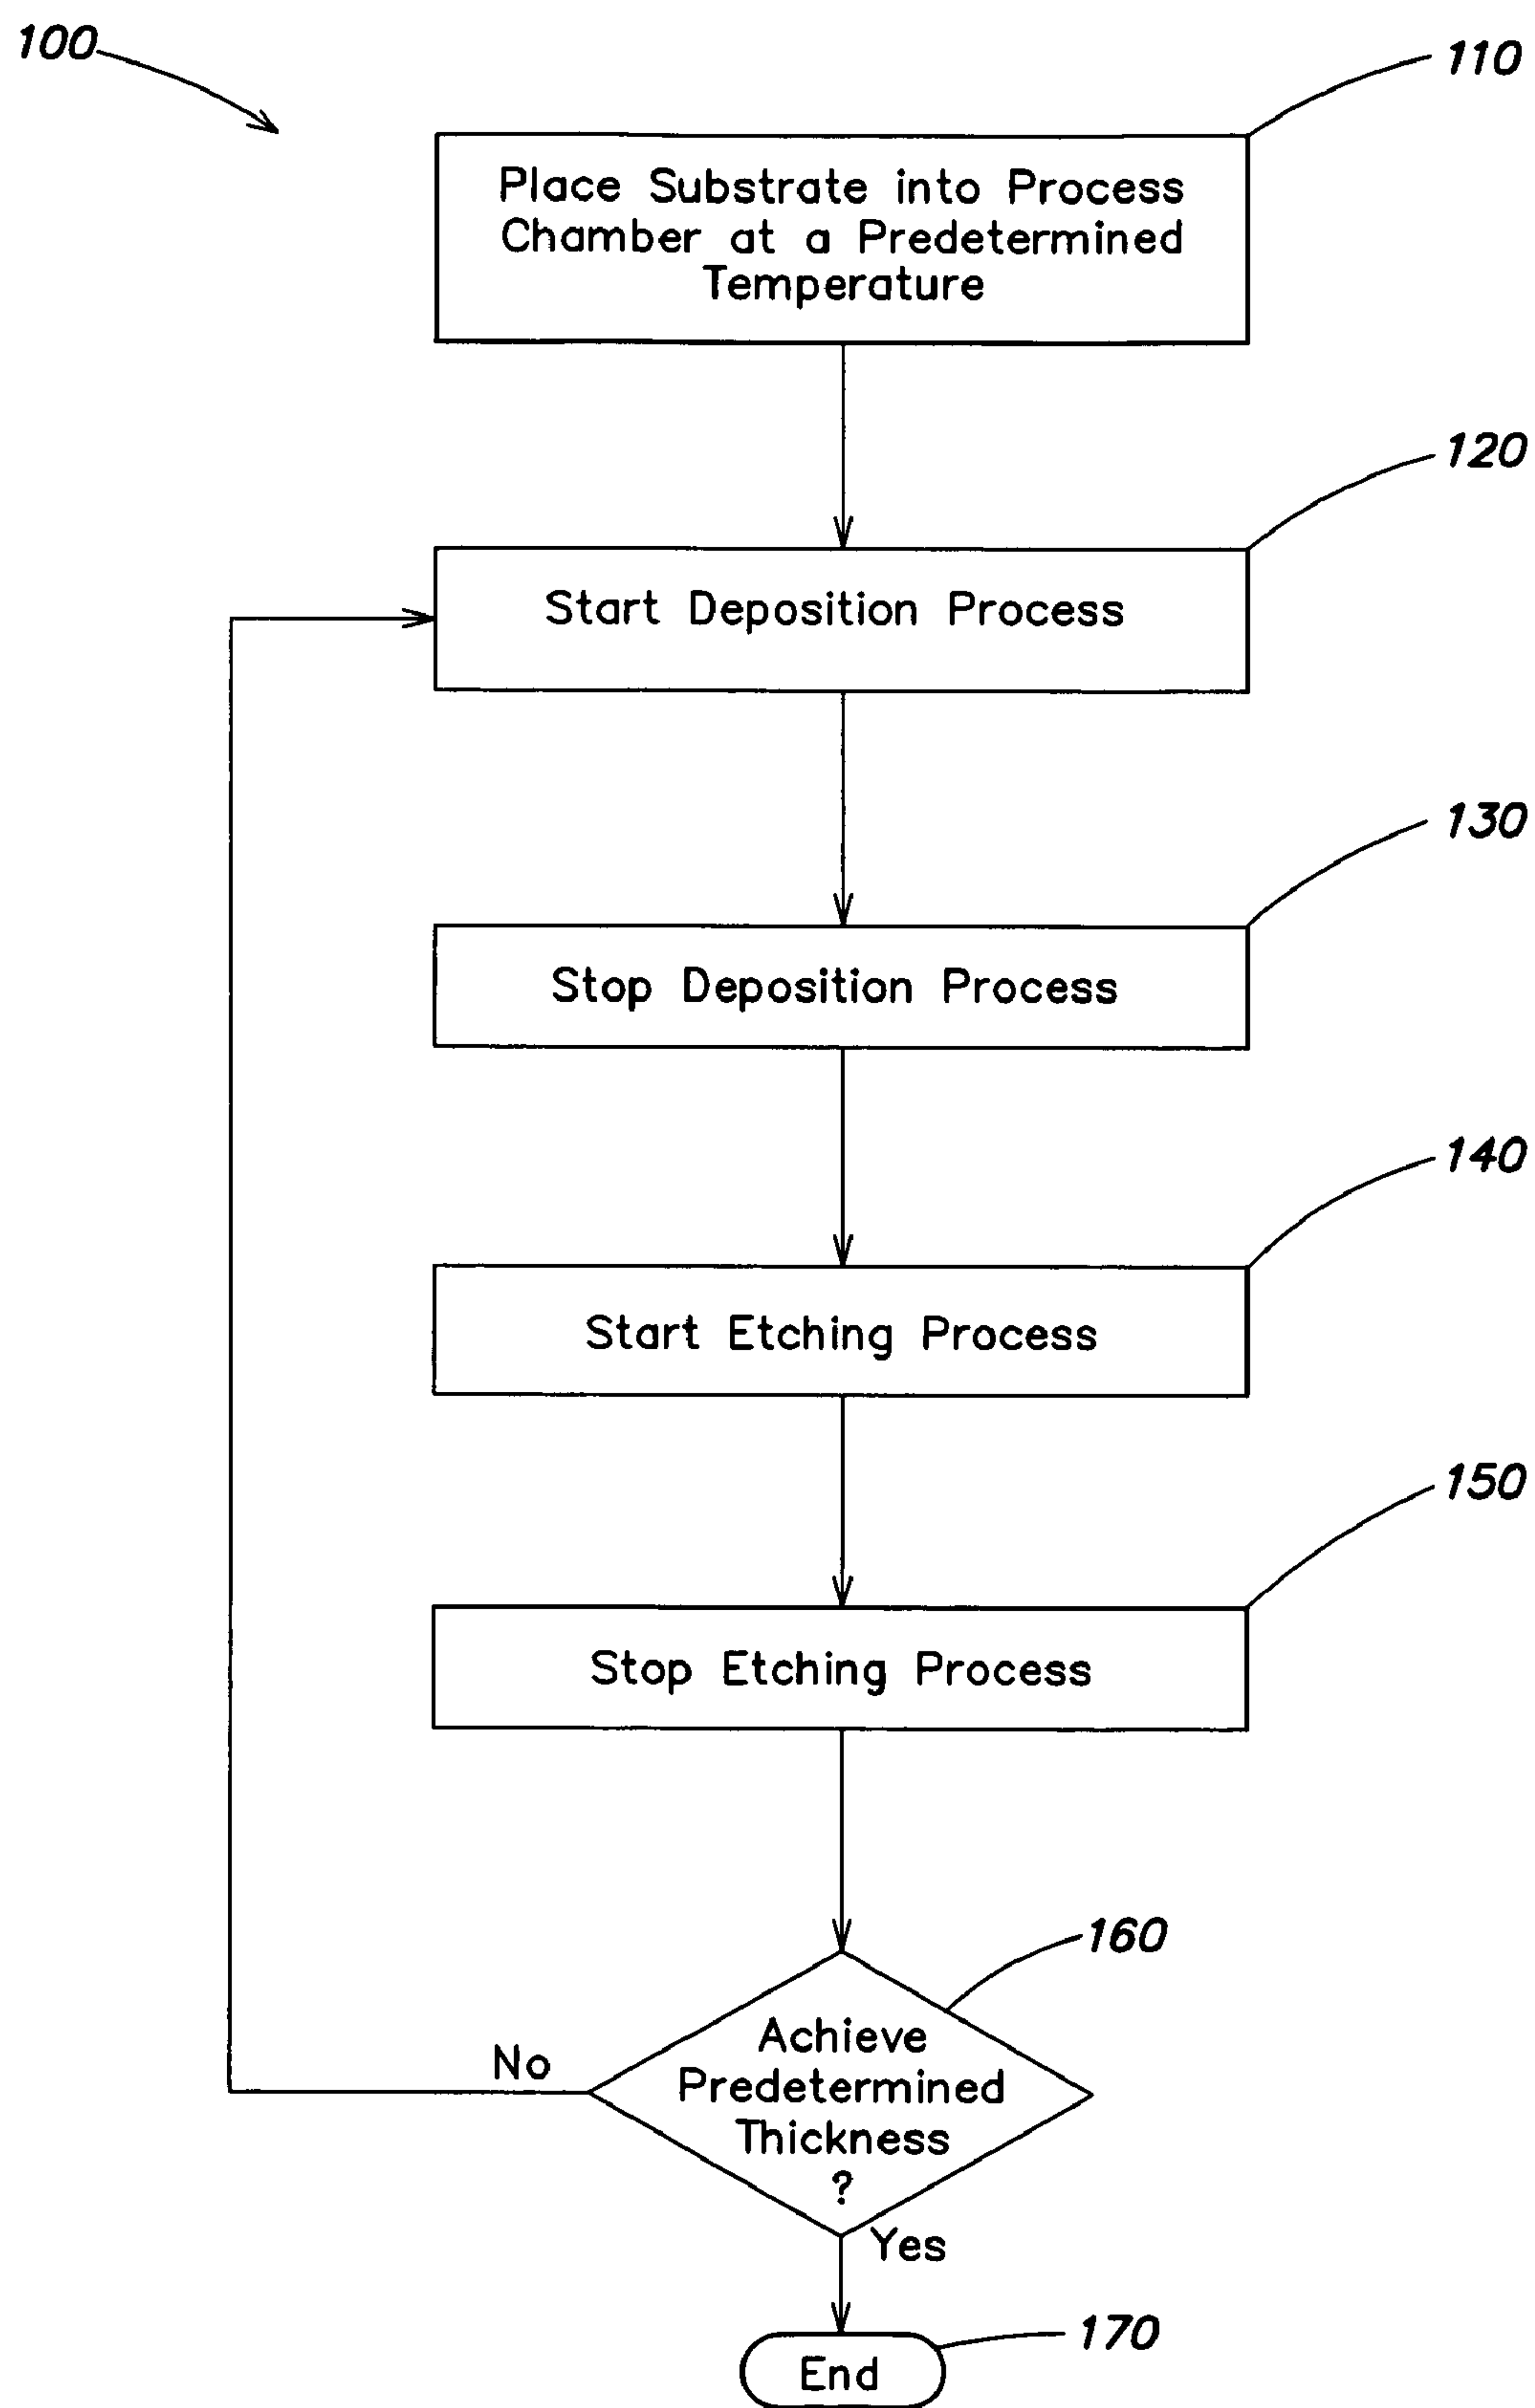 100
110
Place Substrate into Process
Chamber at a Predetermined
Temperature
120
Start Deposition Process
130
Stop Deposition Process
140
Start Etching Process
150
Stop Etching Process
160
Achieve
Predetermined
Thickness
?
No
Yes
170
End